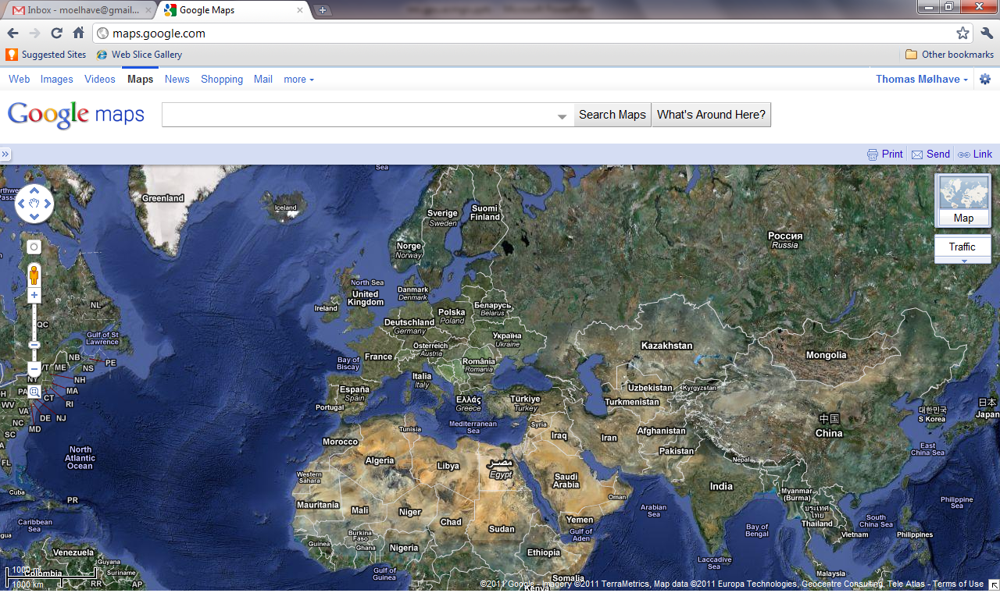 Inbox - moelhave@gmail...
Google Maps
maps.google.com
Suggested Sites
Web Slice Gallery
Other bookmarks
Web Images Videos Maps News Shopping Mail more
Thomas Mølhave
Google maps
Search Maps
What's Around Here?
Print
Send
Link
Map
Traffic
Sea
Greenland
Iceland
Sverige
Sweden
Suomi
Finland
Norge
Norway
Россия
Russia
North Sea
United
Kingdom
Ireland
Danmark
Denmark
Беларусь
Belarus
Polska
Poland
Deutschland
Germany
Україна
Ukraine
Österreich
Austria
France
Bay of
Biscay
România
Romania
Italia
Italy
España
Spain
Portugal
Ελλάς
Greece
Türkiye
Turkey
Mediterranean
Sea
Kazakhstan
Mongolia
Uzbekistan
Kyrgyzstan
Turkmenistan
中国
China
대한민국
S Korea
日本
Japan
East
China Sea
NL
QC
Gulf of St
Lawrence
NB
PE
ME
NS
NY
NH
MA
PA
CT
RI
WV
VA
DE
NJ
NC
MD
SC
FL
North
Atlantic
Ocean
Cuba
PR
Caribbean
Sea
Venezuela
Guyana
Suriname
Colombia
RR
AP
Morocco
Tunisia
Algeria
Libya
مصر
Egypt
Western
Sahara
Mauritania
Mali
Niger
Chad
Sudan
Burkina
Faso
Guinea
Ghana
Nigeria
Gulf of
Guinea
Ethiopia
Somalia
Kenya
Syria
Iraq
Iran
Afghanistan
Pakistan
Saudi
Arabia
Oman
Yemen
Gulf of
Aden
Arabian
Sea
Nepal
India
Myanmar
(Burma)
ประเทศ
ไทย
Thailand
Vietnam
South
China Sea
Philippines
Philippine
Sea
Bay of
Bengal
Laccadive
Sea
Malaysia
1000 mi
1000 km
©2011 Google - Imagery ©2011 TerraMetrics, Map data ©2011 Europa Technologies, Geocentre Consulting, Tele Atlas - Terms of Use